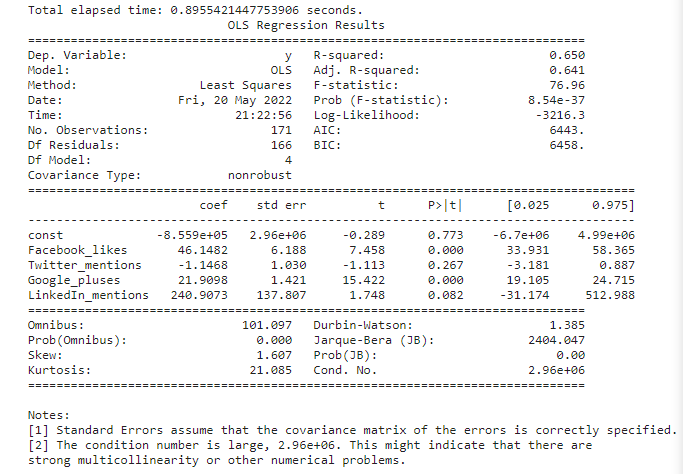 Total elapsed time: 0.8955421447753906 seconds.
OLS Regression Results
==============================================================================
Dep. Variable: y R-squared: 0.650
Model: OLS Adj. R-squared: 0.641
Method: Least Squares F-statistic: 76.96
Date: Fri, 20 May 2022 Prob (F-statistic): 8.54e-37
Time: 21:22:56 Log-Likelihood: -3216.3
No. Observations: 171 AIC: 6443.
Df Residuals: 166 BIC: 6458.
Df Model: 4
Covariance Type: nonrobust
=====================================================================================
coef std err t P>|t| [0.025 0.975]
-------------------------------------------------------------------------------------
const -8.559e+05 2.96e+06 -0.289 0.773 -6.7e+06 4.99e+06
Facebook_likes 46.1482 6.188 7.458 0.000 33.931 58.365
Twitter_mentions -1.1468 1.030 -1.113 0.267 -3.181 0.887
Google_pluses 21.9098 1.421 15.422 0.000 19.105 24.715
LinkedIn_mentions 240.9073 137.807 1.748 0.082 -31.174 512.988
==============================================================================
Omnibus: 101.097 Durbin-Watson: 1.385
Prob(Omnibus): 0.000 Jarque-Bera (JB): 2404.047
Skew: 1.607 Prob(JB): 0.00
Kurtosis: 21.085 Cond. No. 2.96e+06
==============================================================================
Notes:
[1] Standard Errors assume that the covariance matrix of the errors is correctly specified.
[2] The condition number is large, 2.96e+06. This might indicate that there are
strong multicollinearity or other numerical problems.